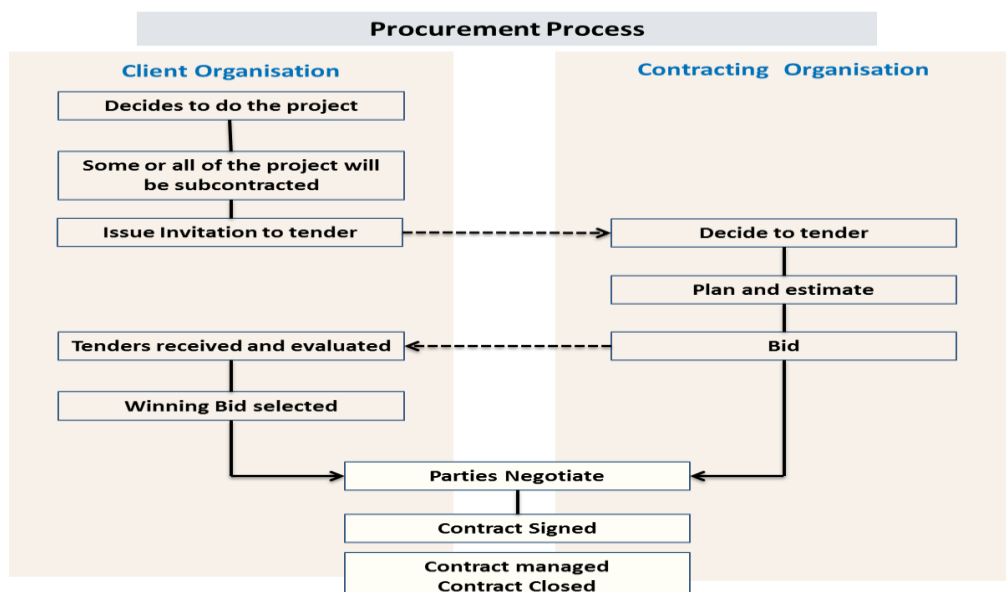 Procurement Process
Client Organisation
Contracting Organisation
Decides to do the project
Some or all of the project will
be subcontracted
Issue Invitation to tender
Decide to tender
Plan and estimate
Tenders received and evaluated
Bid
Winning Bid selected
Parties Negotiate
Contract Signed
Contract managed
Contract Closed